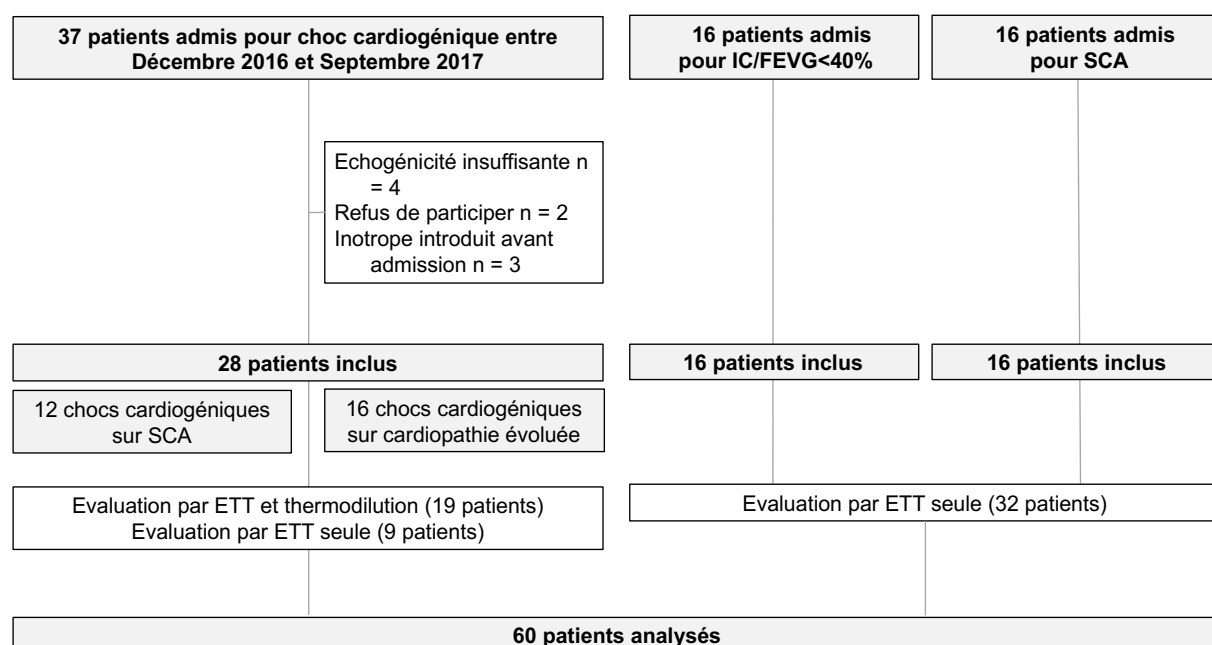 37 patients admis pour choc cardiogénique entre
Décembre 2016 et Septembre 2017
16 patients admis
pour IC/FEVG<40%
16 patients admis
pour SCA
Echogénicité insuffisante n
= 4
Refus de participer n = 2
Inotrope introduit avant
admission n = 3
28 patients inclus
16 patients inclus
16 patients inclus
12 chocs cardiogéniques
sur SCA
16 chocs cardiogéniques
sur cardiopathie évoluée
Evaluation par ETT et thermodilution (19 patients)
Evaluation par ETT seule (9 patients)
Evaluation par ETT seule (32 patients)
60 patients analysés